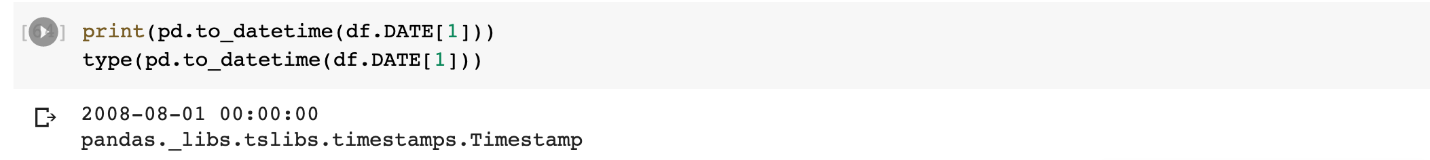 print(pd.to_datetime(df.DATE[1]))
type(pd.to_datetime(df.DATE[1]))
2008-08-01 00:00:00
pandas._libs.tslibs.timestamps.Timestamp